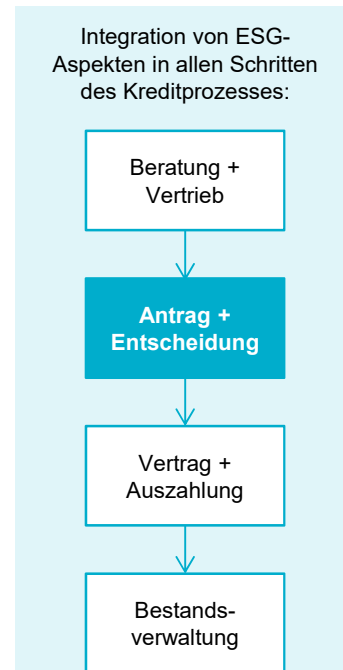 Integration von ESG-
Aspekten in allen Schritten
des Kreditprozesses:
Beratung +
Vertrieb
Antrag +
Entscheidung
Vertrag +
Auszahlung
Bestands-
verwaltung